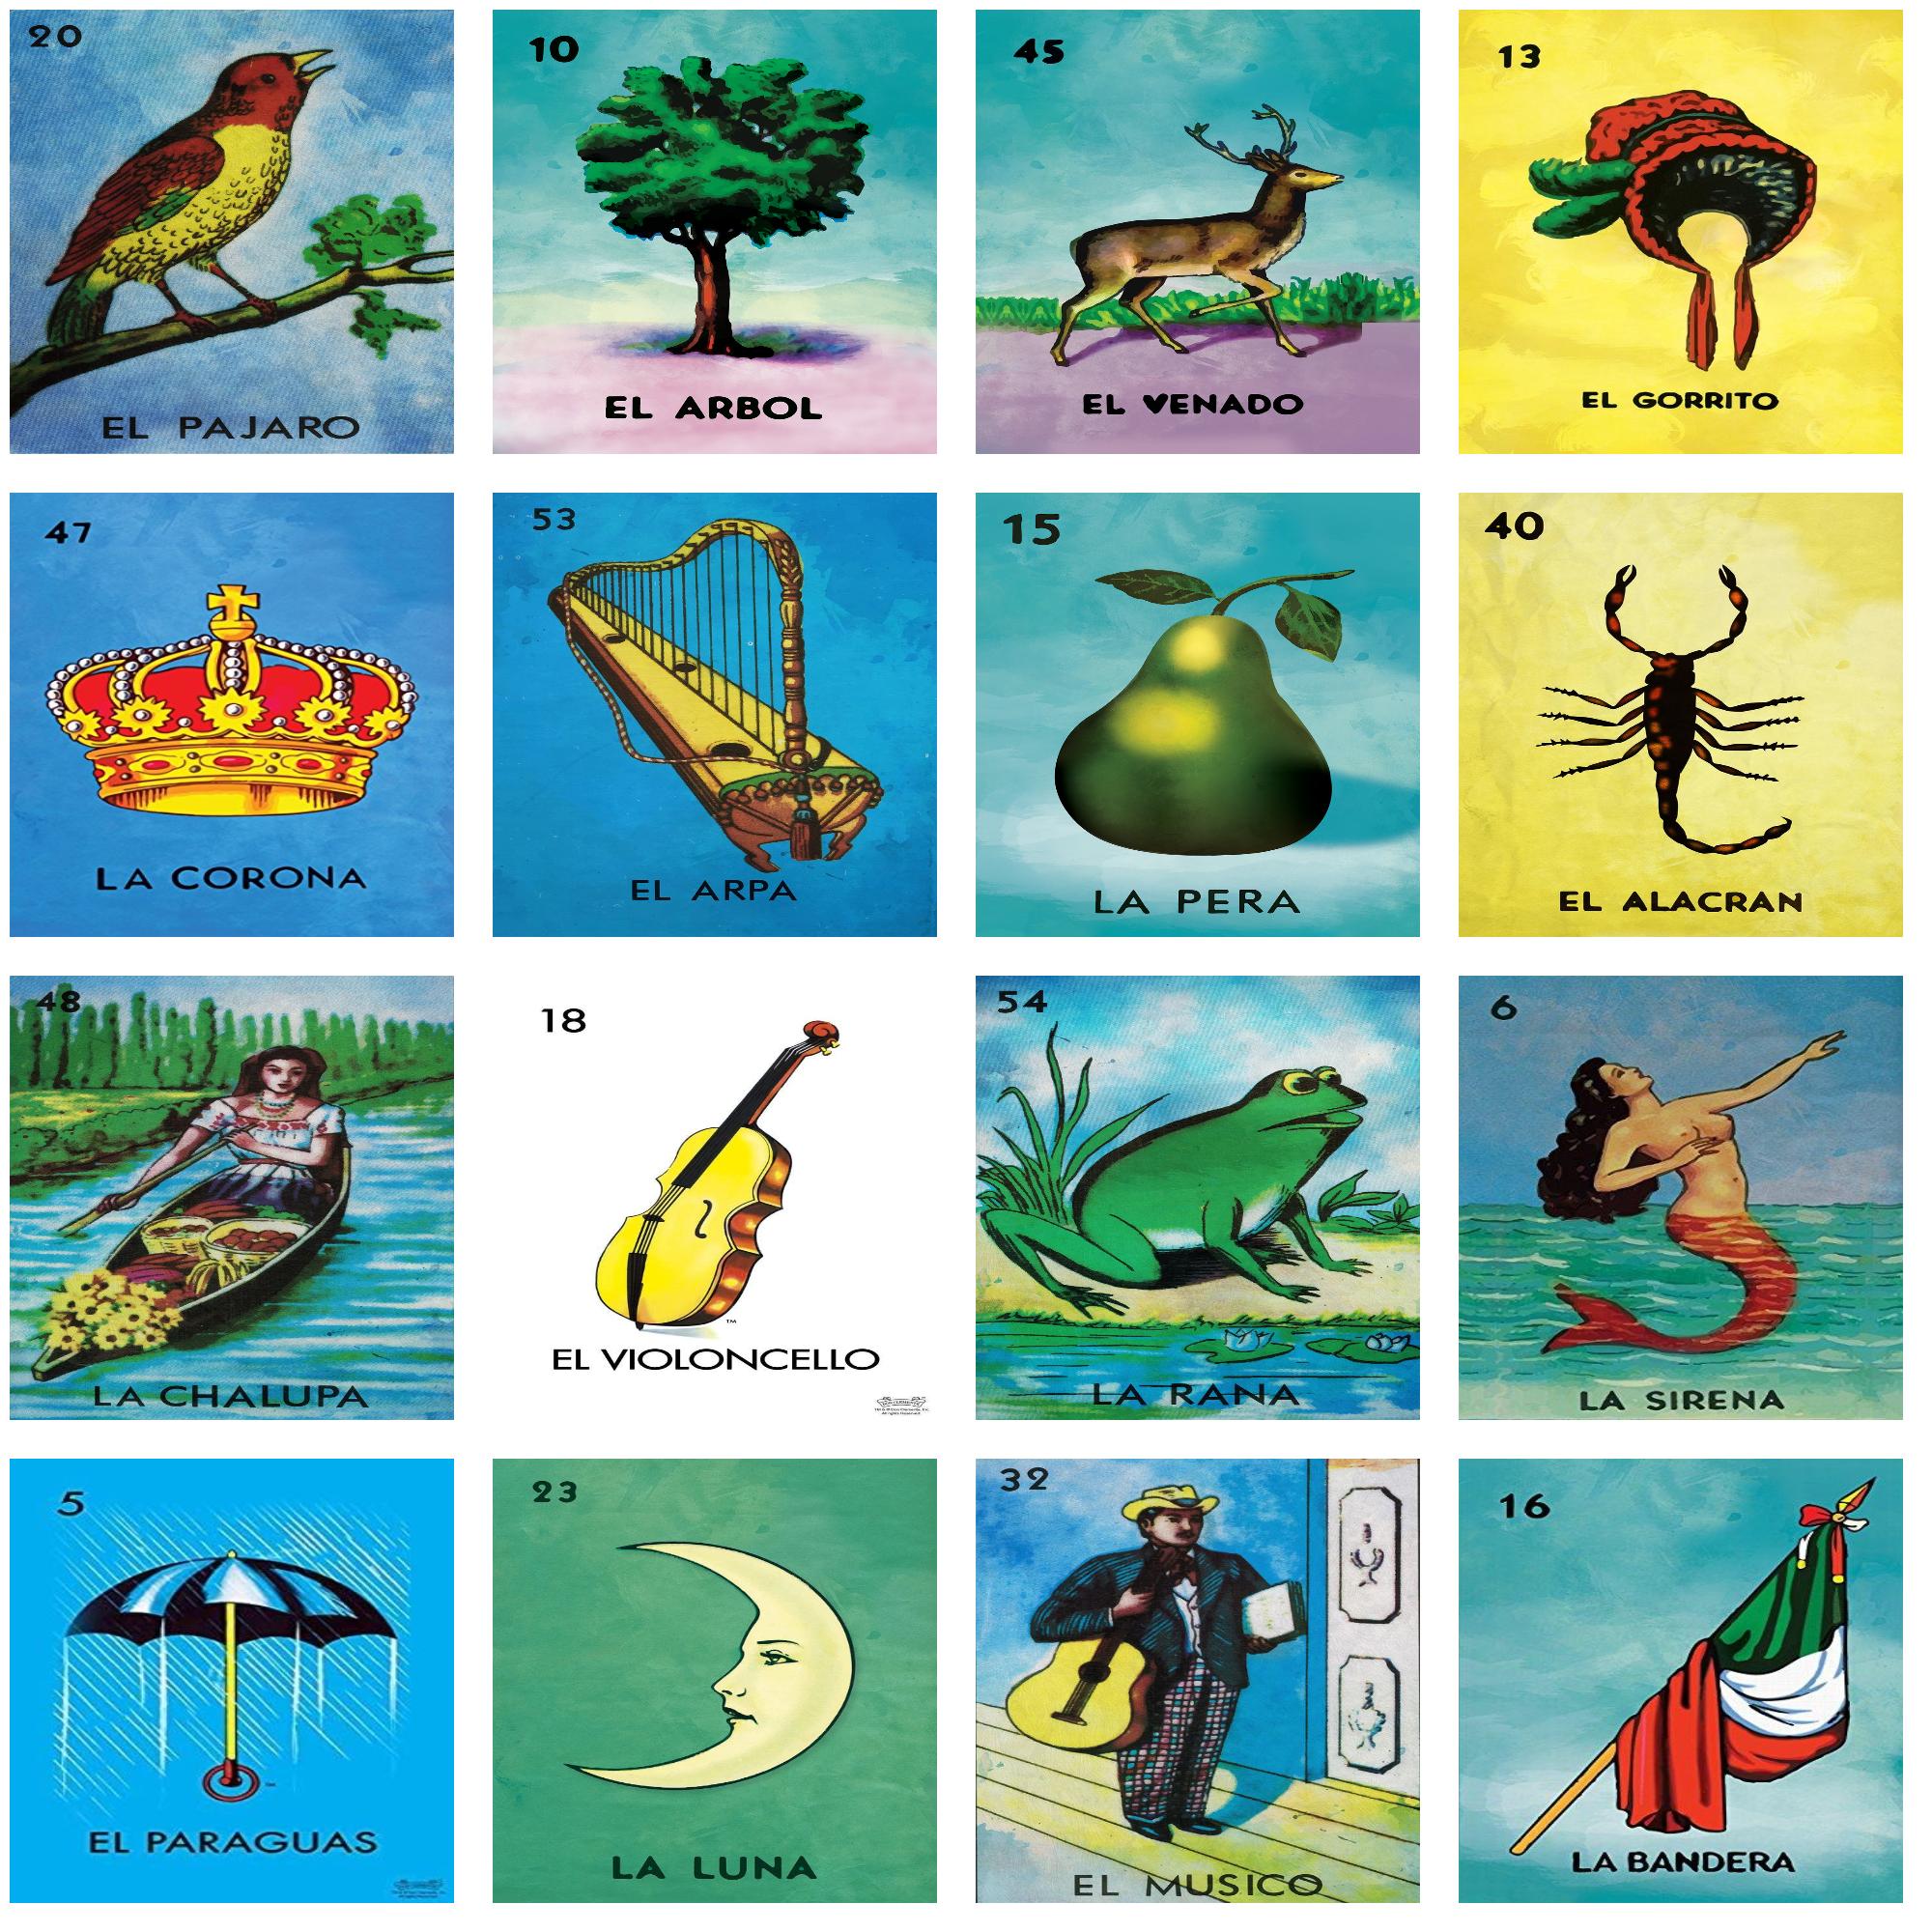 20
EL PAJARO
10
EL ARBOL
45
EL VENADO
13
EL GORRITO
47
LA CORONA
53
EL ARPA
15
LA PERA
40
EL ALACRAN
48
LA CHALUPA
18
TM
EL VIOLONCELLO
54
LA RANA
6
LA SIRENA
5
EL PARAGUAS
23
LA LUNA
32
EL MUSICO
16
LA BANDERA